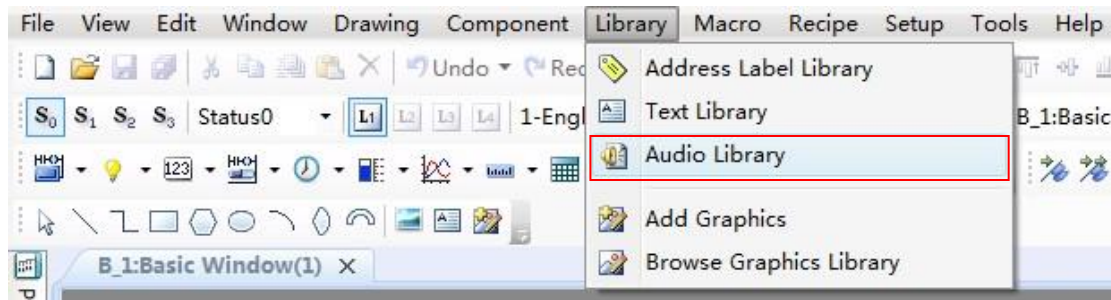 File View Edit Window Drawing Component Library Macro Recipe Setup Tools Help
Undo Address Label Library
S0 S1 S2 S3 Status0 L1 L2 L3 L4 1-Engl Text Library B_1:Basic
123 Audio Library
Add Graphics
B_1:Basic Window(1) Browse Graphics Library
P